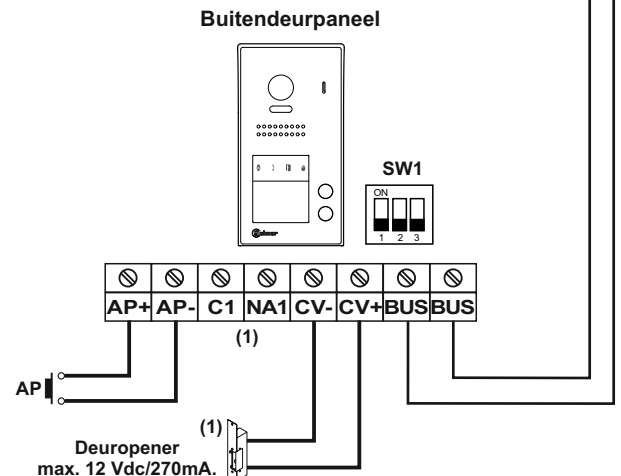 Buitendeurpaneel
SW1
ON
1 2 3
AP+ AP- C1 NA1 CV- CV+ BUS BUS
(1)
AP
(1)
Deuropener
max. 12 Vdc/270mA.